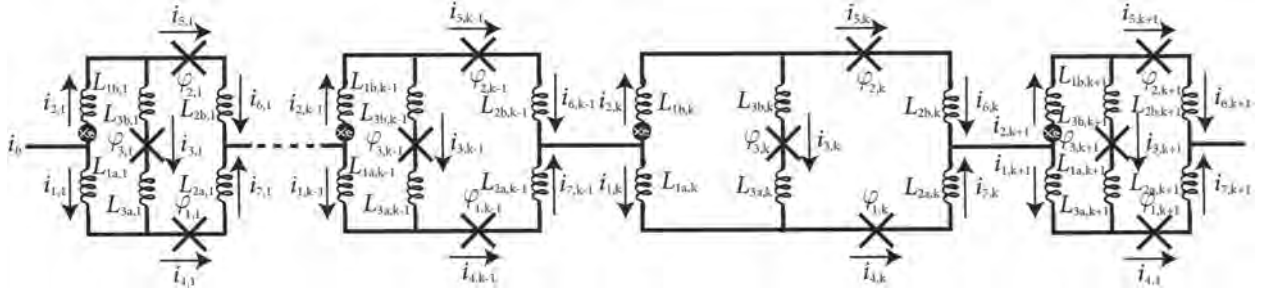 i5,1 i5,k-1 i5,k i5,k+1
L1b,1 φ2,1 L1b,k-1 φ2,k-1 φ2,k L1b,k+1 φ2,k+1
i2,1 L3b,1 L2b,1 i6,1 i2,k-1 L3b,k-1 L2b,k-1 i6,k-1 i2,k L1b,k L3b,k L2b,k i6,k i2,k+1 L3b,k+1 L2b,k+1 i6,k+1
ib φ3,1 i3,1 φ3,k-1 i3,k-1 φ3,k i3,k φ3,k+1 i3,k+1
i1,1 L1a,1 L2a,1 i7,1 i1,k-1 L1a,k-1 L2a,k-1 i7,k-1 i1,k L1a,k L3a,k L2a,k i7,k i1,k+1 L1a,k+1 L2a,k+1 i7,k+1
L3a,1 φ1,1 L3a,k-1 φ1,k-1 φ1,k L3a,k+1 φ1,k+1
i4,1 i4,k-1 i4,k i4,1